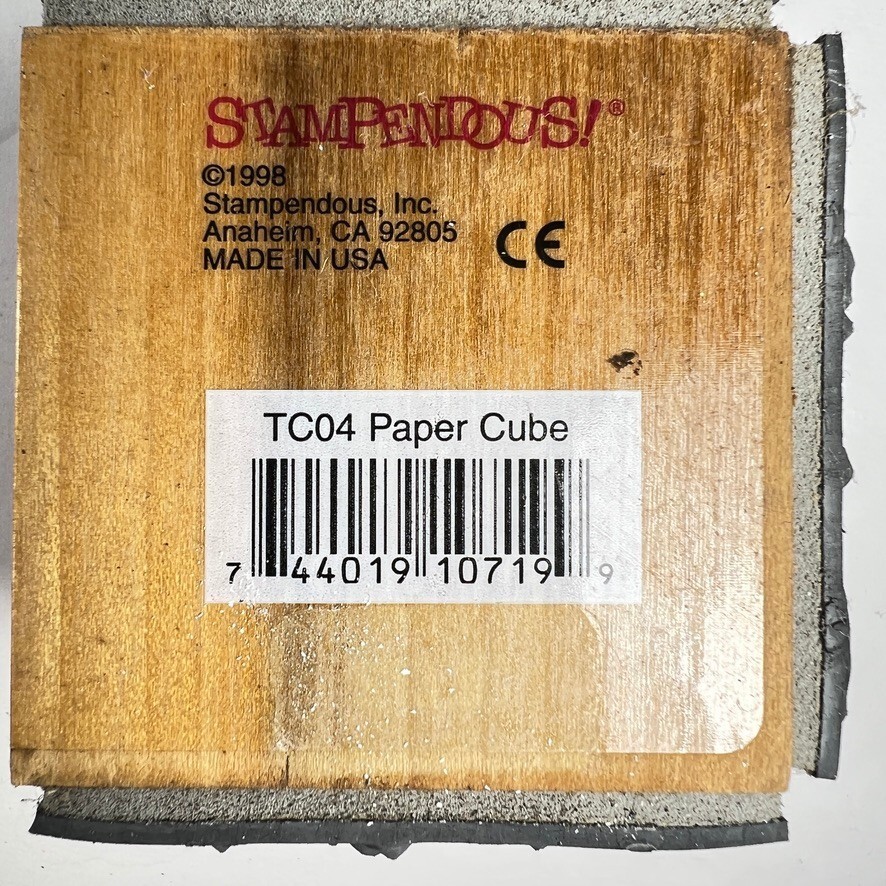 STAMPENDOUS!®
©1998
Stampendous, Inc.
Anaheim, CA 92805
MADE IN USA
CE
TC04 Paper Cube
7 44019 10719 9